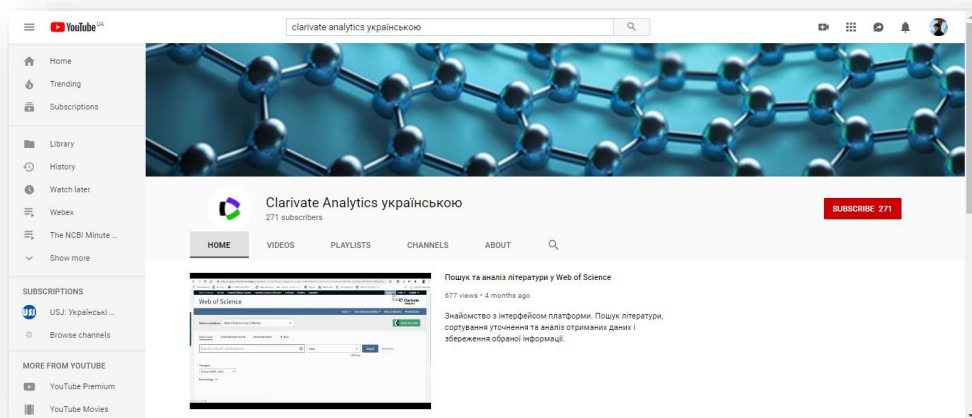 YouTube UA
clarivate analytics українською
Home
Trending
Subscriptions
Library
History
Watch later
Webex
The NCBI Minute ...
Show more
SUBSCRIPTIONS
USJ: Українські ...
Browse channels
MORE FROM YOUTUBE
YouTube Premium
YouTube Movies
Clarivate Analytics українською
271 subscribers
SUBSCRIBE 271
HOME VIDEOS PLAYLISTS CHANNELS ABOUT
Web of Science
Clarivate
Пошук та аналіз літератури у Web of Science
677 views • 4 months ago
Знайомство з інтерфейсом платформи. Пошук літератури,
сортування уточнення та аналіз отриманих даних і
збереження обраної інформації.